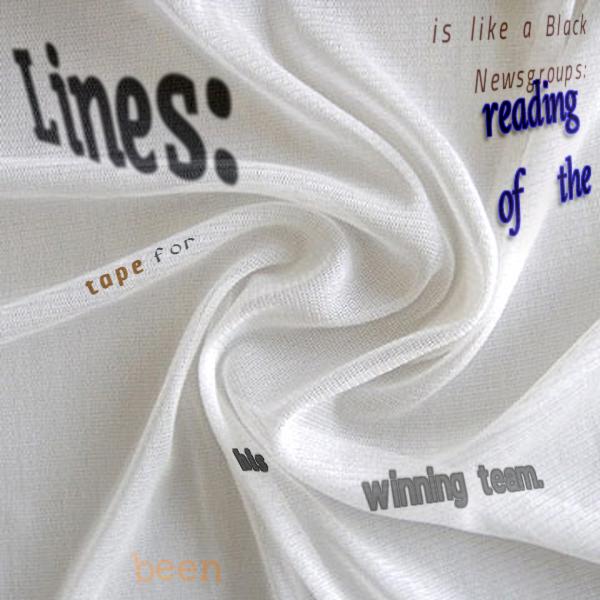 is like a Black
Newsgroups:
Lines:
reading
of the
tape for
his
winning team.
been